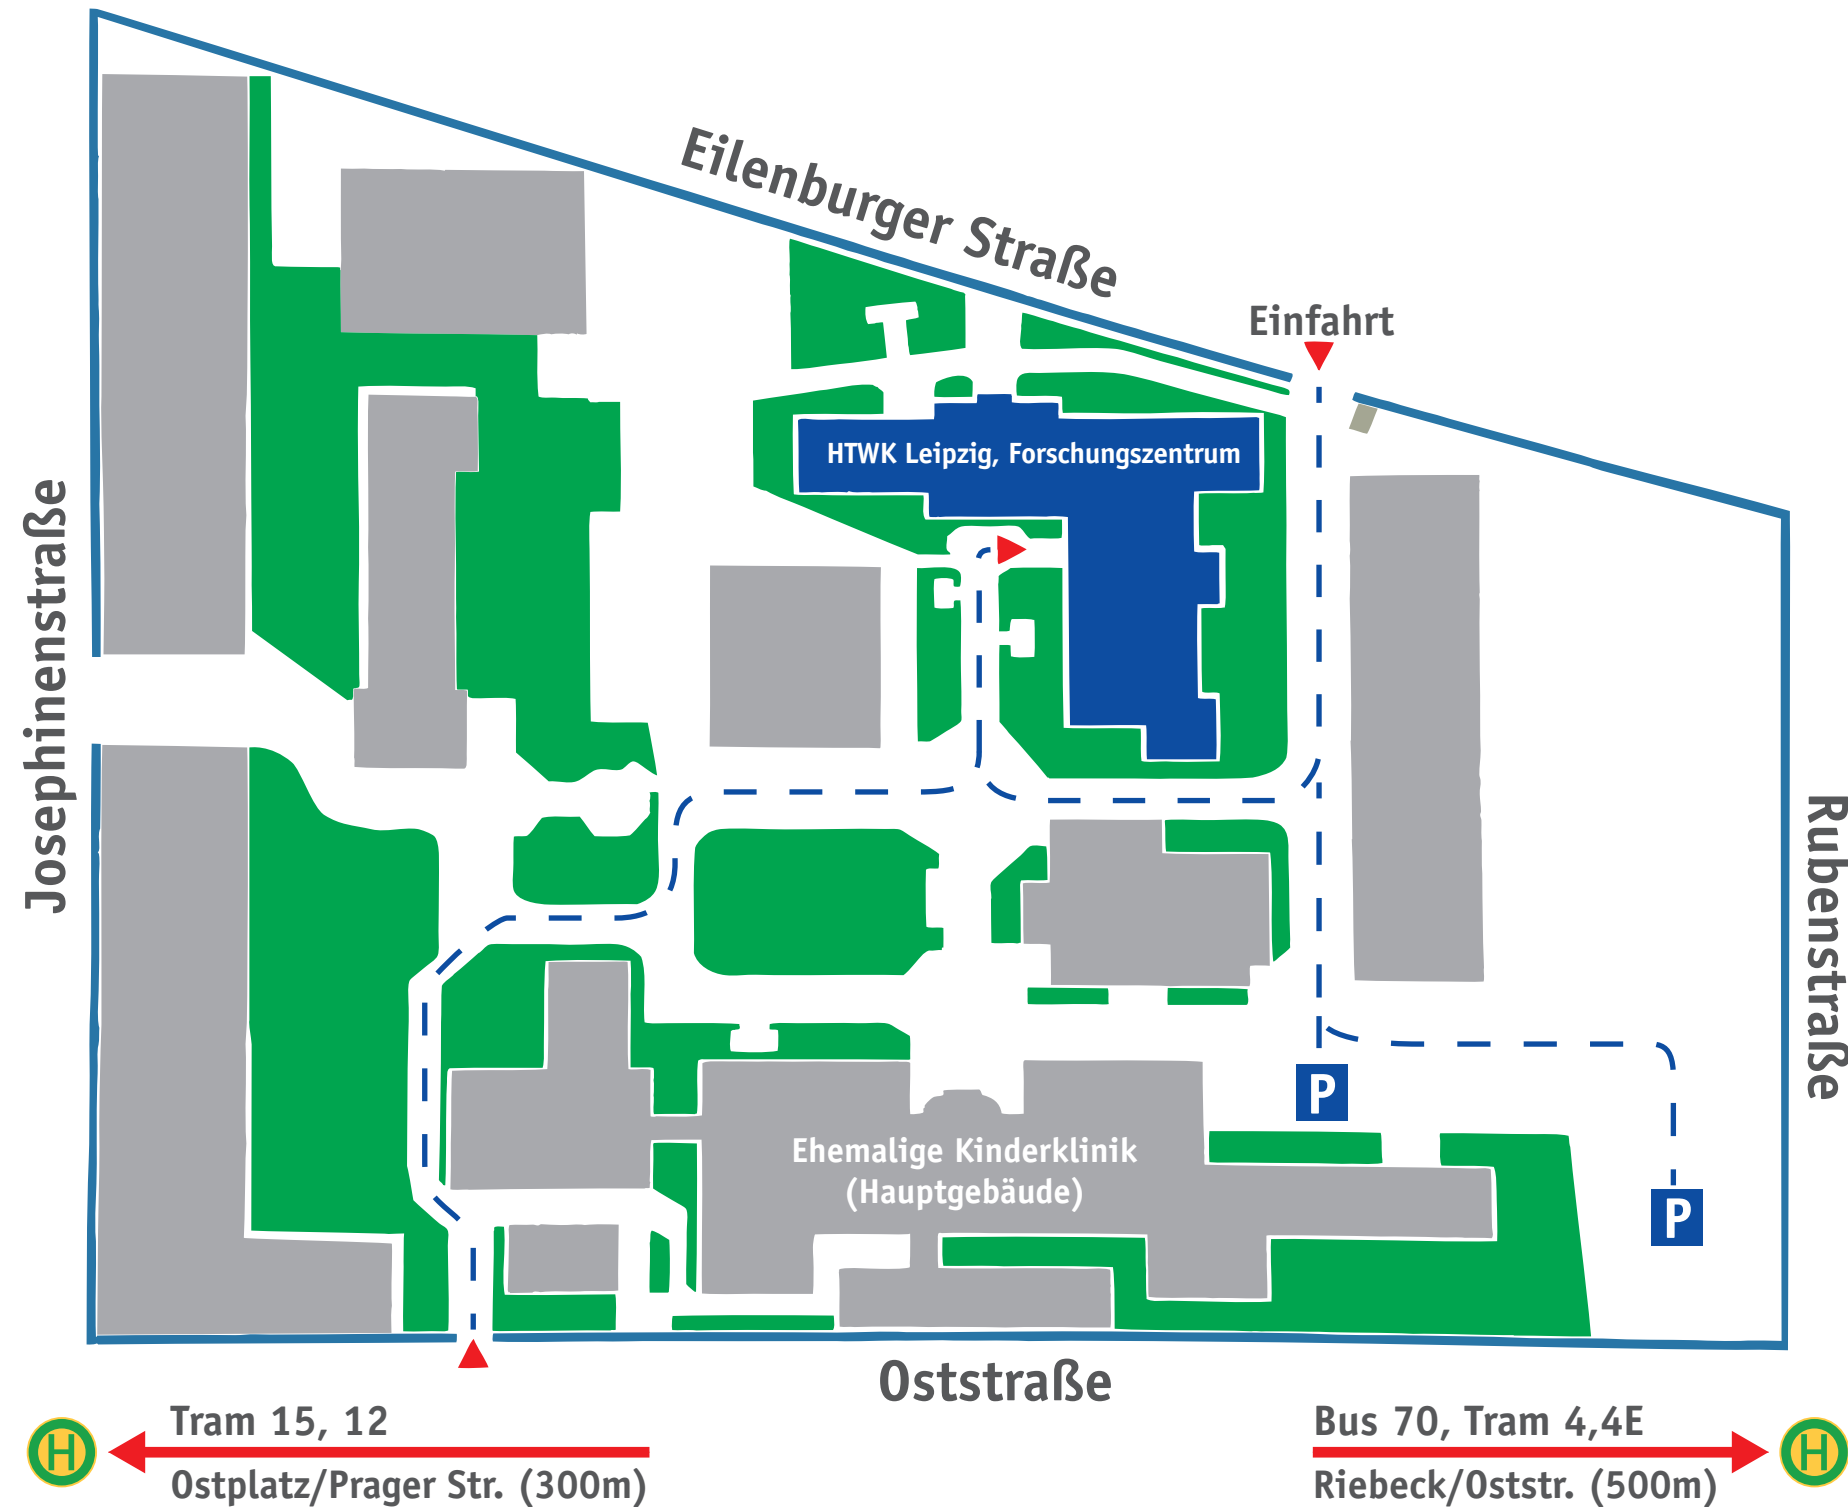 Eilenburger Straße
Einfahrt
HTWK Leipzig, Forschungszentrum
Josephinenstraße
Rubenstraße
P
Ehemalige Kinderklinik
(Hauptgebäude)
P
Oststraße
H
Tram 15, 12
Ostplatz/Prager Str. (300m)
Bus 70, Tram 4,4E
Riebeck/Oststr. (500m)
H